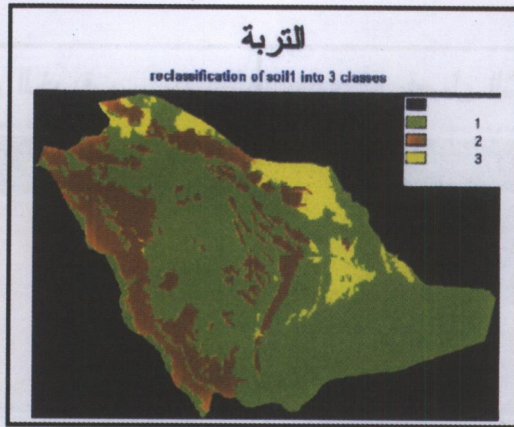 التربة
reclassification of soil1 into 3 classes
1
2
3